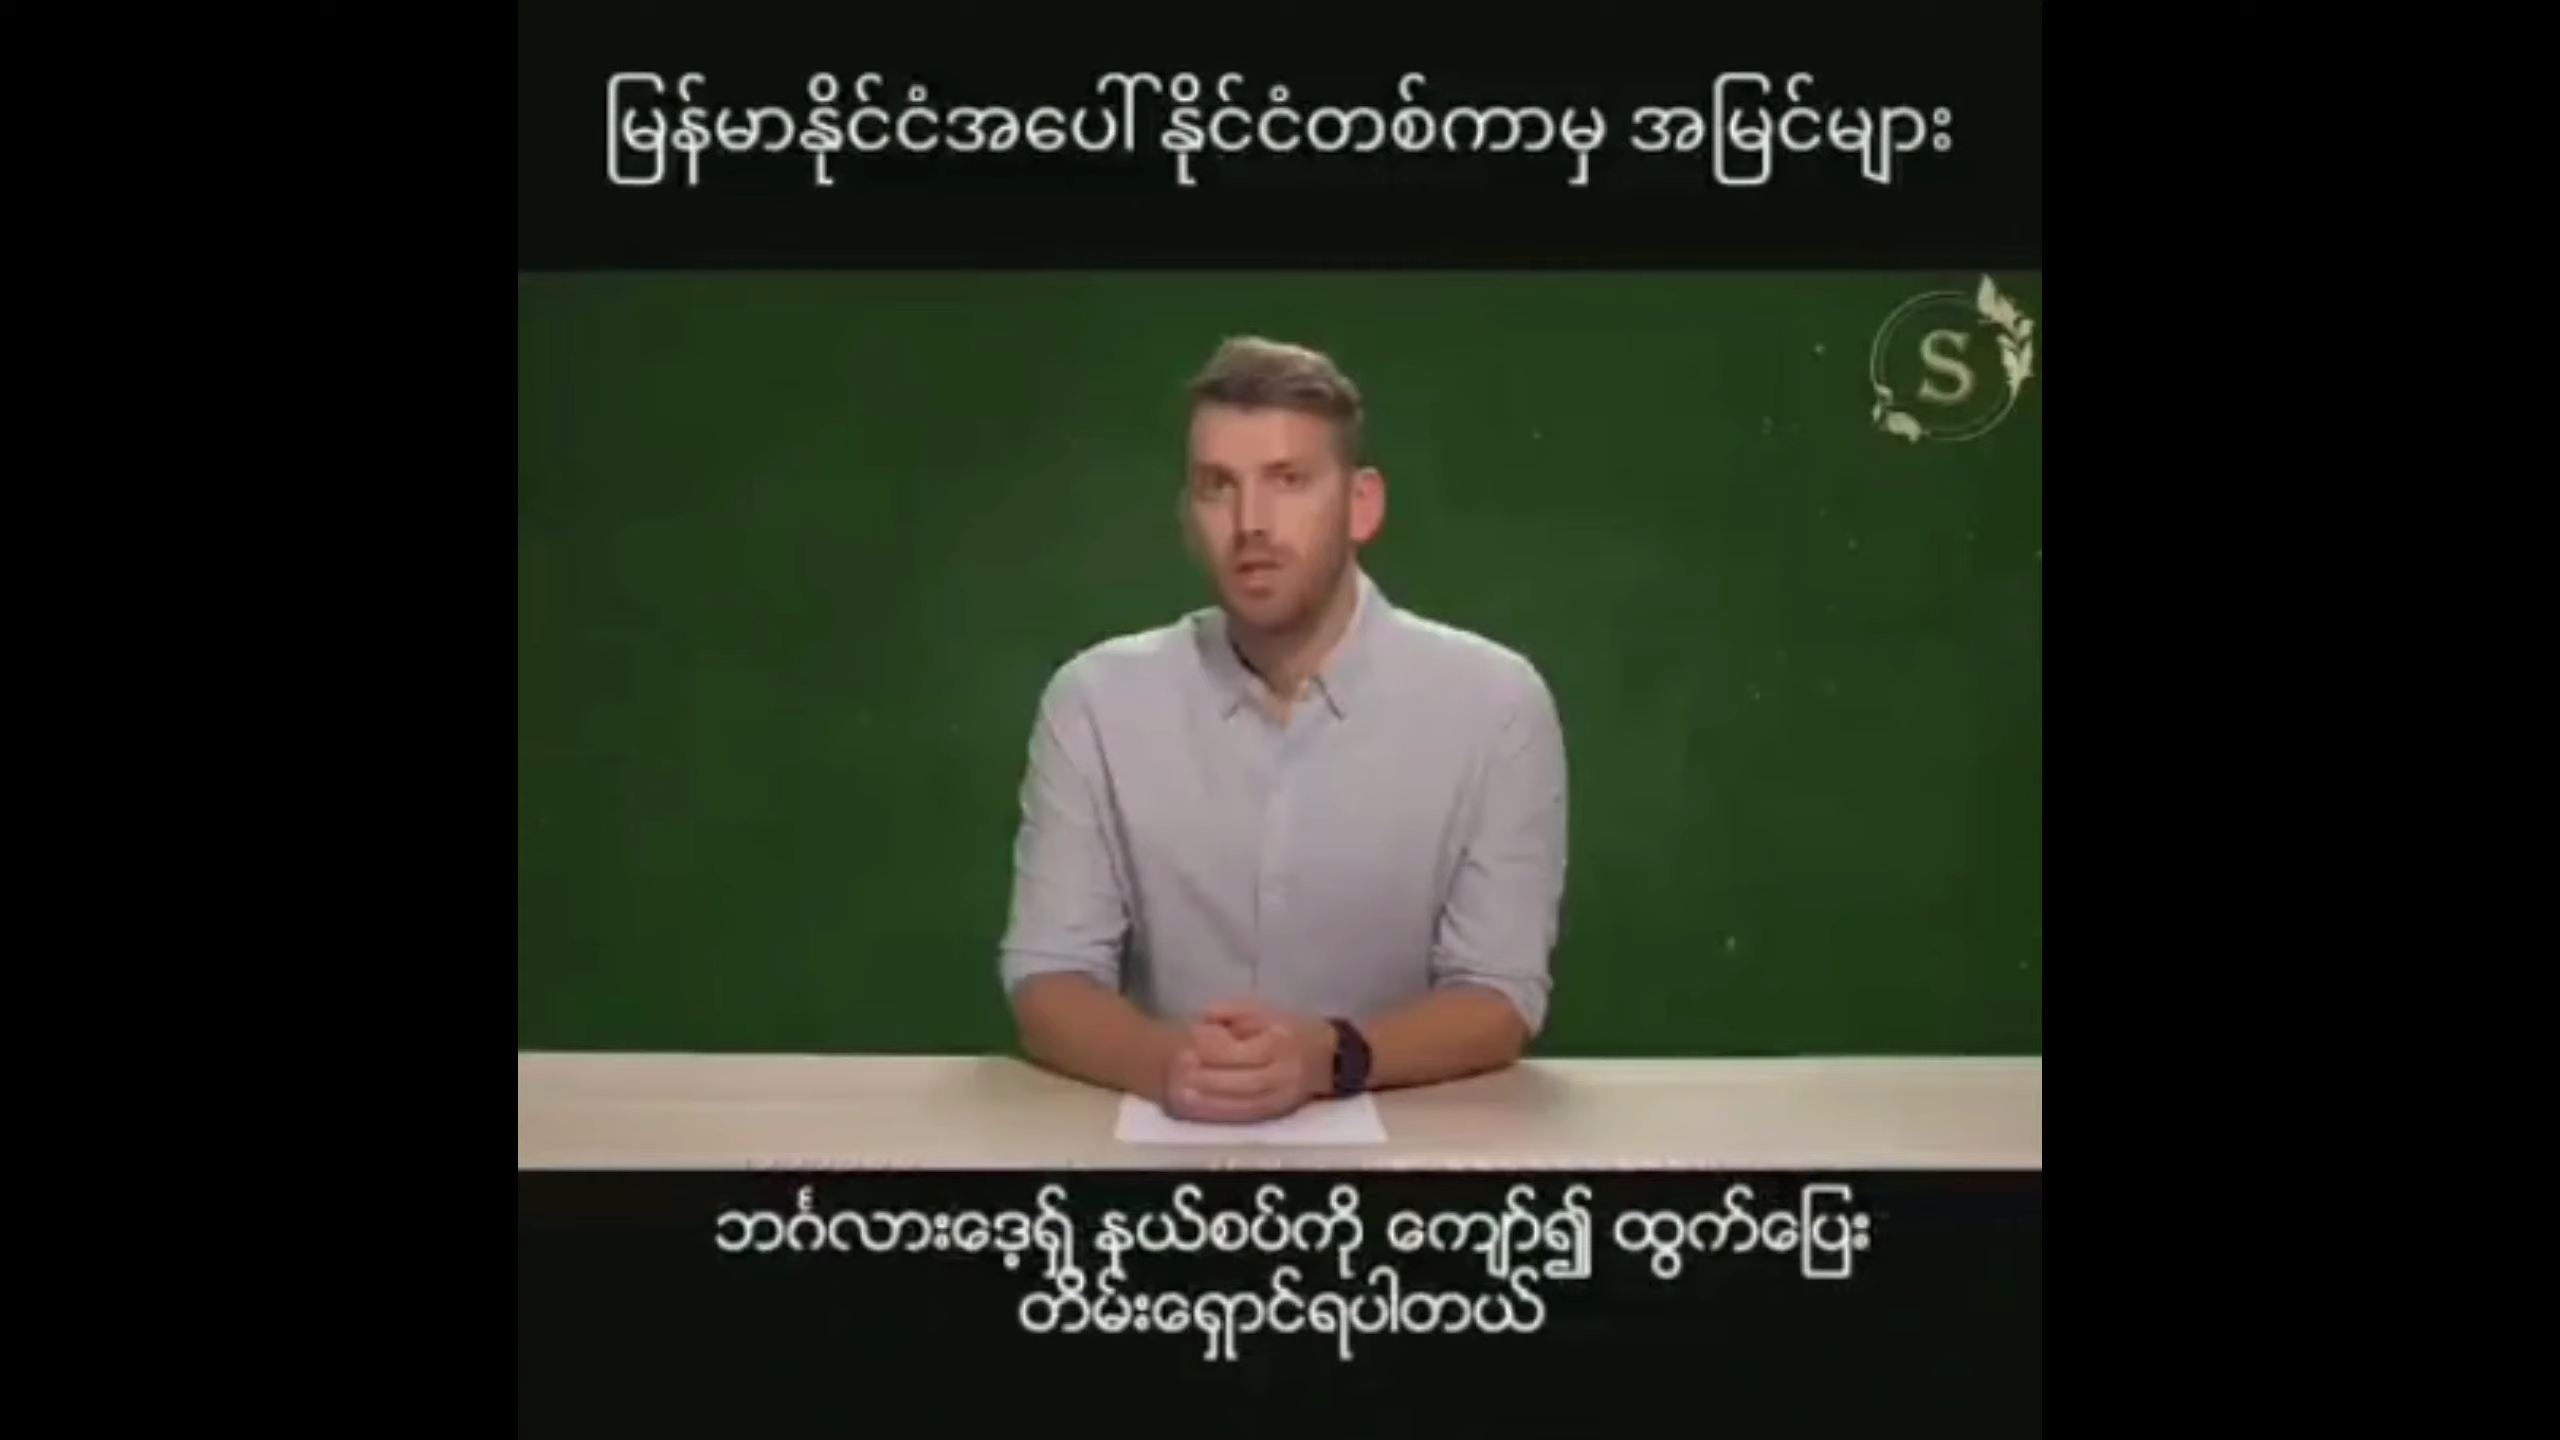 မြန်မာနိုင်ငံအပေါ် နိုင်ငံတစ်ကာမှ အမြင်များ
S
ဘင်္ဂလားဒေ့ရှ် နယ်စပ်ကို ကျော်၍ ထွက်ပြေး
တိမ်းရှောင်ရပါတယ်